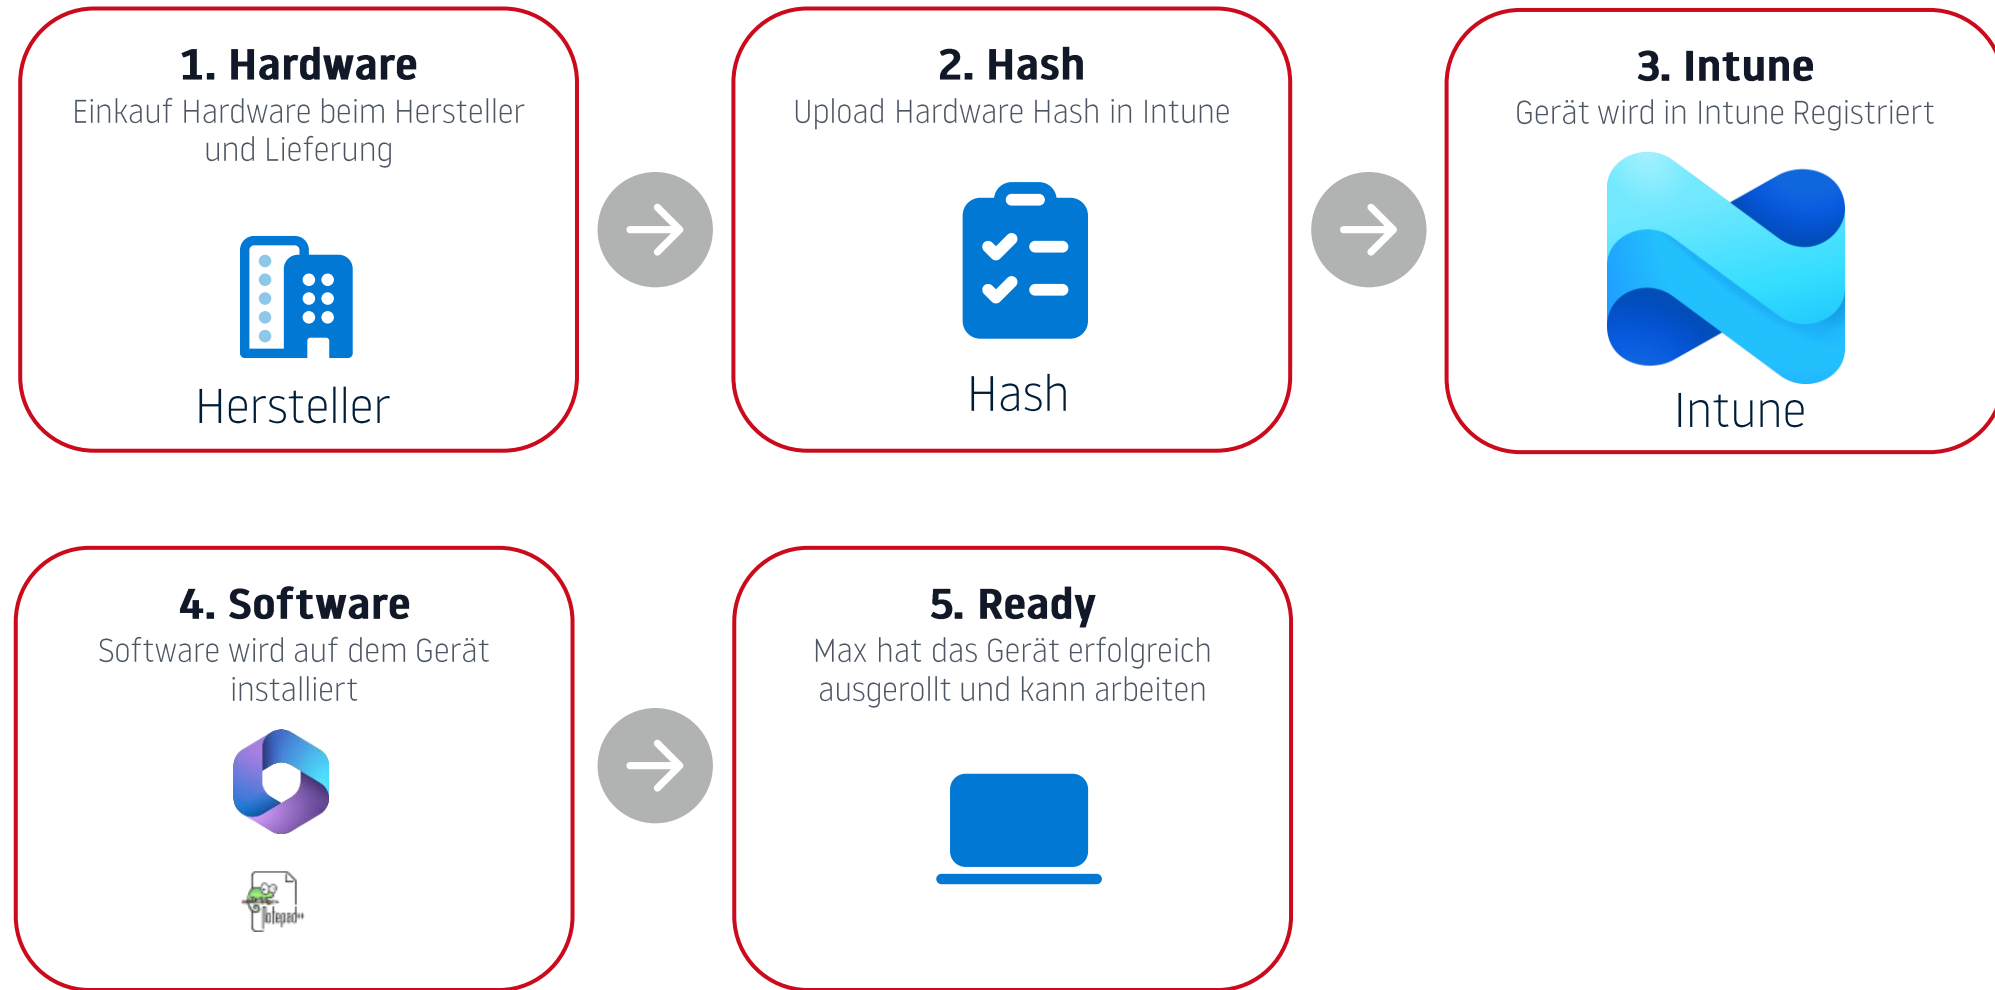 1. Hardware
Einkauf Hardware beim Hersteller
und Lieferung
Hersteller
2. Hash
Upload Hardware Hash in Intune
Hash
3. Intune
Gerät wird in Intune Registriert
Intune
4. Software
Software wird auf dem Gerät
installiert
Notepad++
5. Ready
Max hat das Gerät erfolgreich
ausgerollt und kann arbeiten